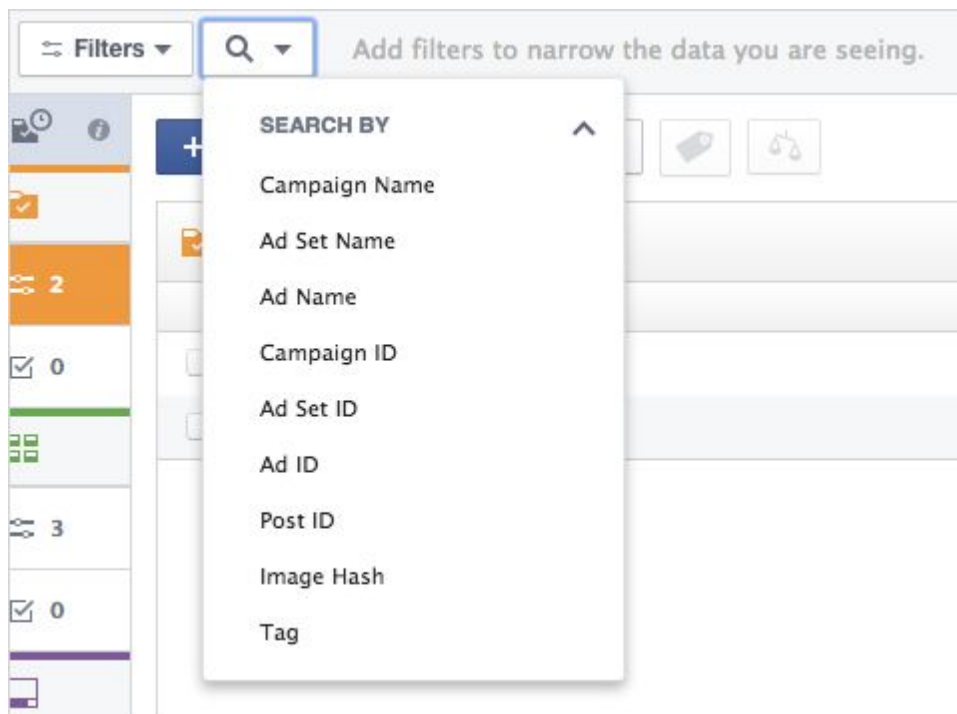 Filters
Add filters to narrow the data you are seeing.
SEARCH BY
+
Campaign Name
Ad Set Name
Ad Name
2
Campaign ID
0
Ad Set ID
Ad ID
Post ID
3
Image Hash
0
Tag